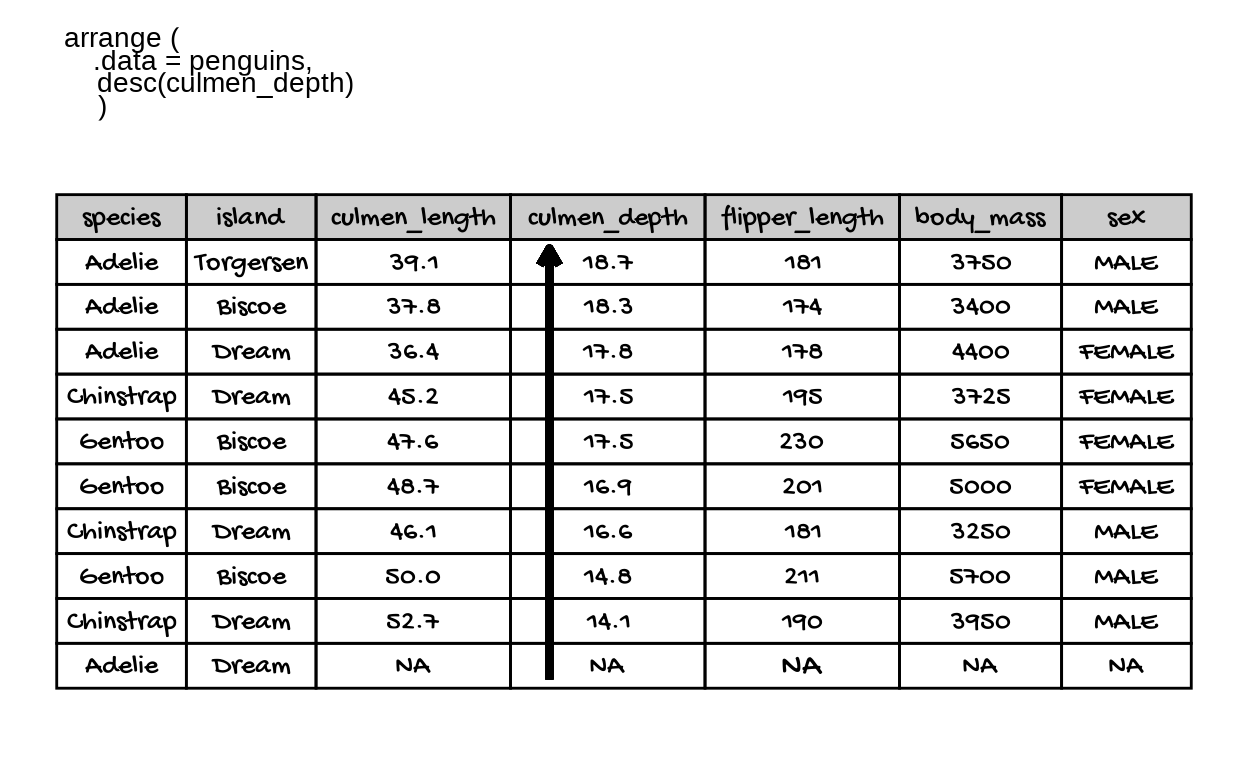 arrange (
.data = penguins,
desc(culmen_depth)
)
species island culmen_length culmen_depth flipper_length body_mass sex
Adelie Torgersen 39.1 18.7 181 3750 MALE
Adelie Biscoe 37.8 18.3 174 3400 MALE
Adelie Dream 36.4 17.8 178 4400 FEMALE
Chinstrap Dream 45.2 17.5 195 3725 FEMALE
Gentoo Biscoe 47.6 17.5 230 5650 FEMALE
Gentoo Biscoe 48.7 16.9 201 5000 FEMALE
Chinstrap Dream 46.1 16.6 181 3250 MALE
Gentoo Biscoe 50.0 14.8 211 5700 MALE
Chinstrap Dream 52.7 14.1 190 3950 MALE
Adelie Dream NA NA NA NA NA